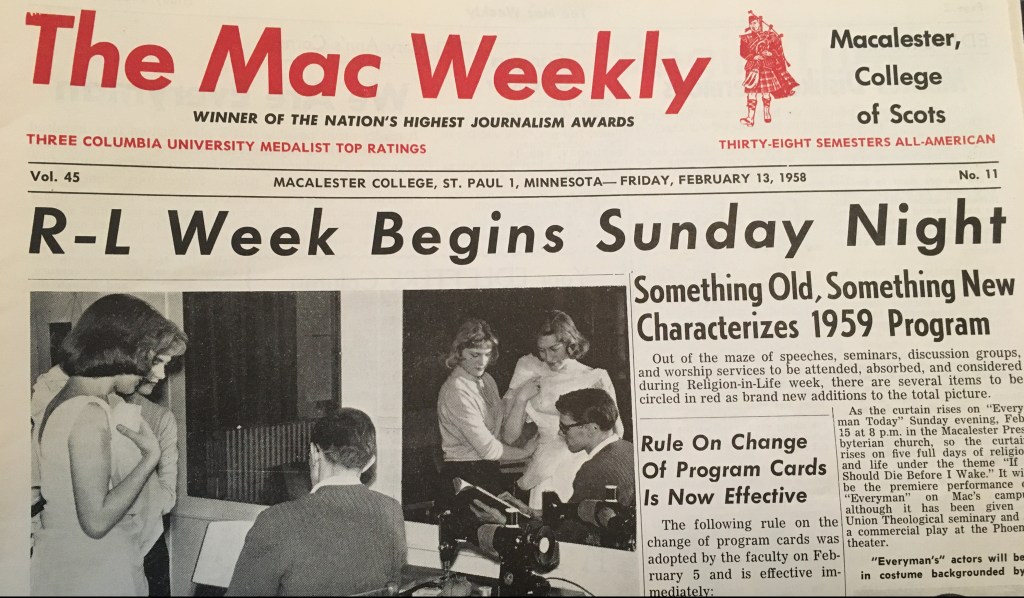 The Mac Weekly
Macalester,
College
of Scots
WINNER OF THE NATION'S HIGHEST JOURNALISM AWARDS
THREE COLUMBIA UNIVERSITY MEDALIST TOP RATINGS
THIRTY-EIGHT SEMESTERS ALL-AMERICAN
Vol. 45 MACALESTER COLLEGE, ST. PAUL 1, MINNESOTA— FRIDAY, FEBRUARY 13, 1958 No. 11
R-L Week Begins Sunday Night
Something Old, Something New
Characterizes 1959 Program
Out of the maze of speeches, seminars, discussion groups,
and worship services to be attended, absorbed, and considered
during Religion-in-Life week, there are several items to be
circled in red as brand new additions to the total picture.
Rule On Change
Of Program Cards
Is Now Effective
The following rule on the
change of program cards was
adopted by the faculty on Feb-
ruary 5 and is effective im-
mediately:
As the curtain rises on "Every
man Today" Sunday evening, Feb
15 at 8 p.m. in the Macalester Pres
byterian church, so the curtai
rises on five full days of religio
and life under the theme "If
Should Die Before I Wake." It wi
be the premiere performance
"Everyman" on Mac's camp
although it has been given
Union Theological seminary and
a commercial play at the Phoen
theater.
"Everyman's" actors will be
in costume backgrounded by